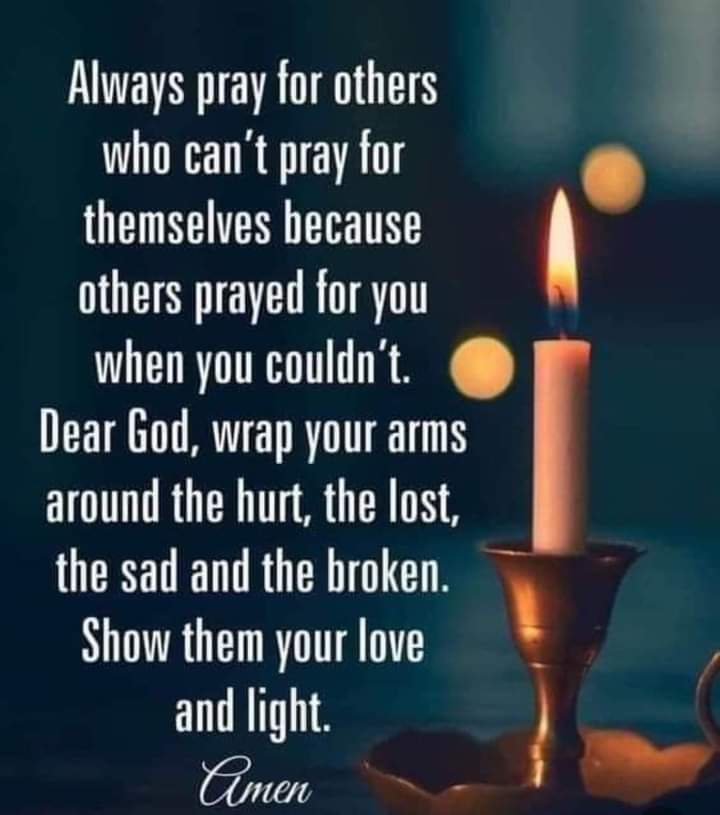 Always pray for others
who can't pray for
themselves because
others prayed for you
when you couldn't.
Dear God, wrap your arms
around the hurt, the lost,
the sad and the broken.
Show them your love
and light.
Amen